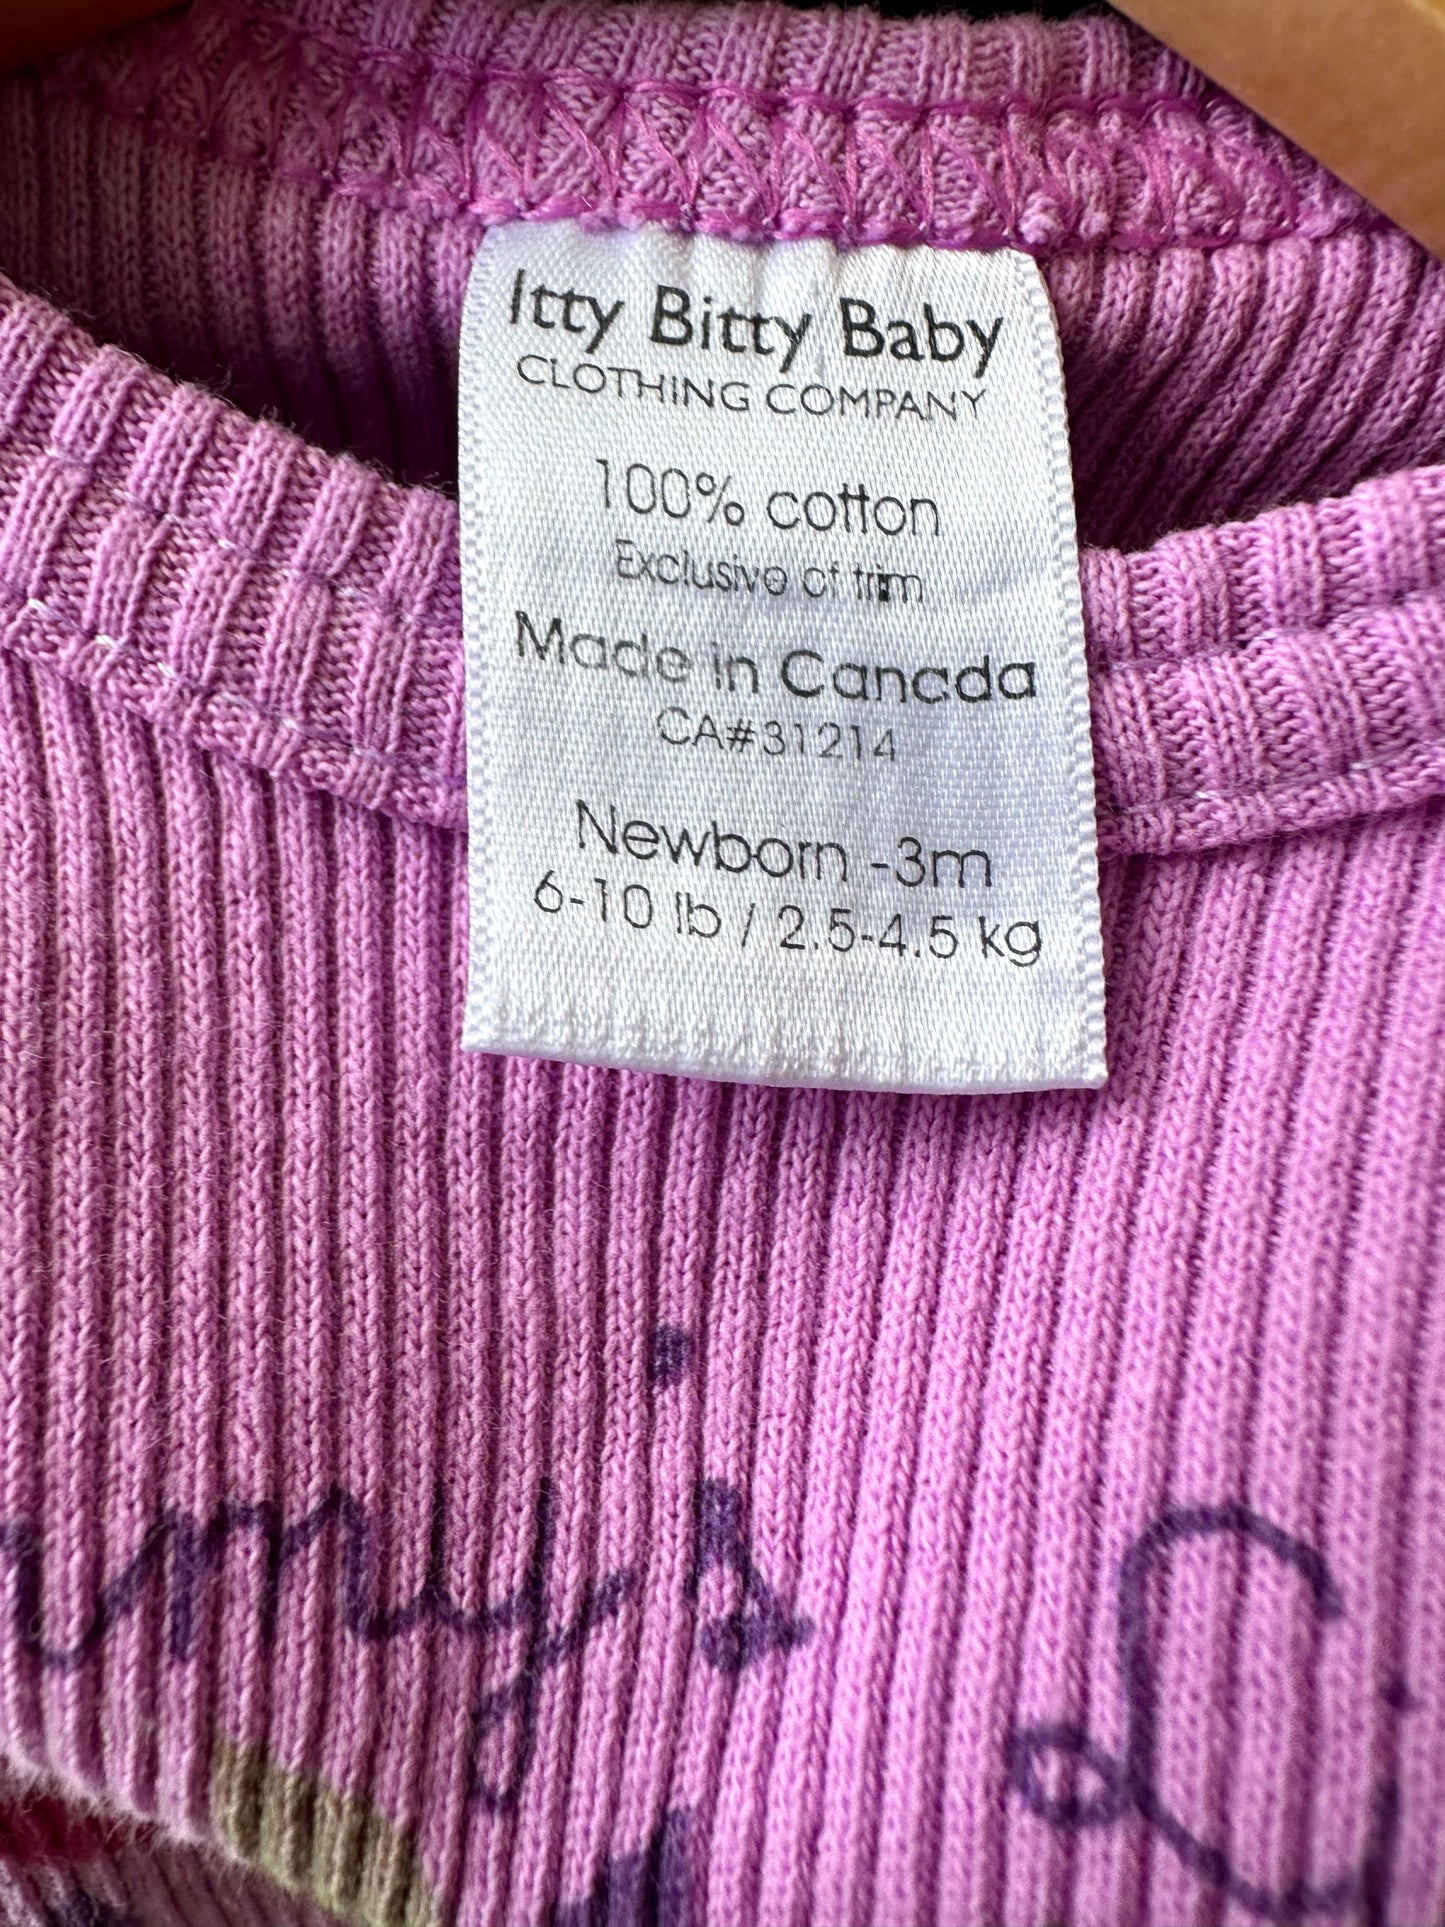 Itty Bitty Baby
CLOTHING COMPANY
100% cotton
Exclusive of trim
Made in Canada
CA#31214
Newborn -3m
6-10 lb / 2.5-4.5 kg